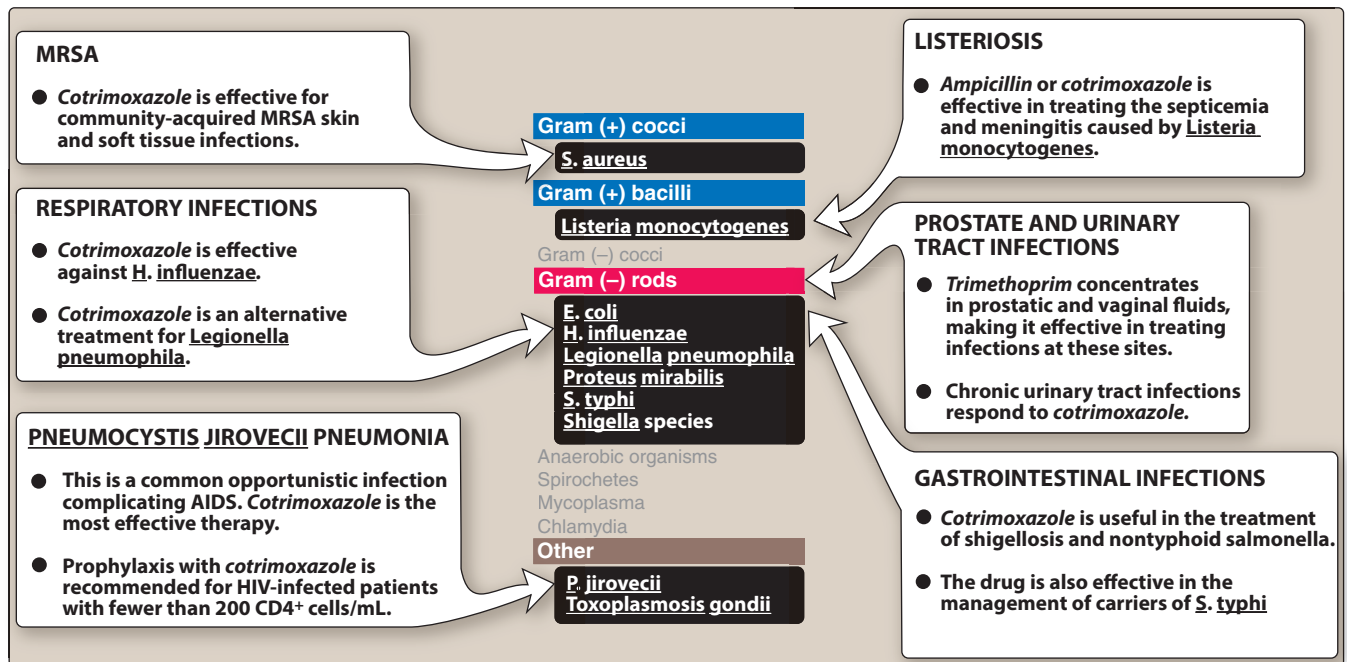 MRSA
● Cotrimoxazole is effective for
community-acquired MRSA skin
and soft tissue infections.
RESPIRATORY INFECTIONS
● Cotrimoxazole is effective
against H. influenzae.
● Cotrimoxazole is an alternative
treatment for Legionella
pneumophila.
PNEUMOCYSTIS JIROVECII PNEUMONIA
● This is a common opportunistic infection
complicating AIDS. Cotrimoxazole is the
most effective therapy.
● Prophylaxis with cotrimoxazole is
recommended for HIV-infected patients
with fewer than 200 CD4+ cells/mL.
Gram (+) cocci
S. aureus
Gram (+) bacilli
Listeria monocytogenes
Gram (–) cocci
Gram (–) rods
E. coli
H. influenzae
Legionella pneumophila
Proteus mirabilis
S. typhi
Shigella species
Anaerobic organisms
Spirochetes
Mycoplasma
Chlamydia
Other
P. jirovecii
Toxoplasmosis gondii
LISTERIOSIS
● Ampicillin or cotrimoxazole is
effective in treating the septicemia
and meningitis caused by Listeria
monocytogenes.
PROSTATE AND URINARY
TRACT INFECTIONS
● Trimethoprim concentrates
in prostatic and vaginal fluids,
making it effective in treating
infections at these sites.
● Chronic urinary tract infections
respond to cotrimoxazole.
GASTROINTESTINAL INFECTIONS
● Cotrimoxazole is useful in the treatment
of shigellosis and nontyphoid salmonella.
● The drug is also effective in the
management of carriers of S. typhi